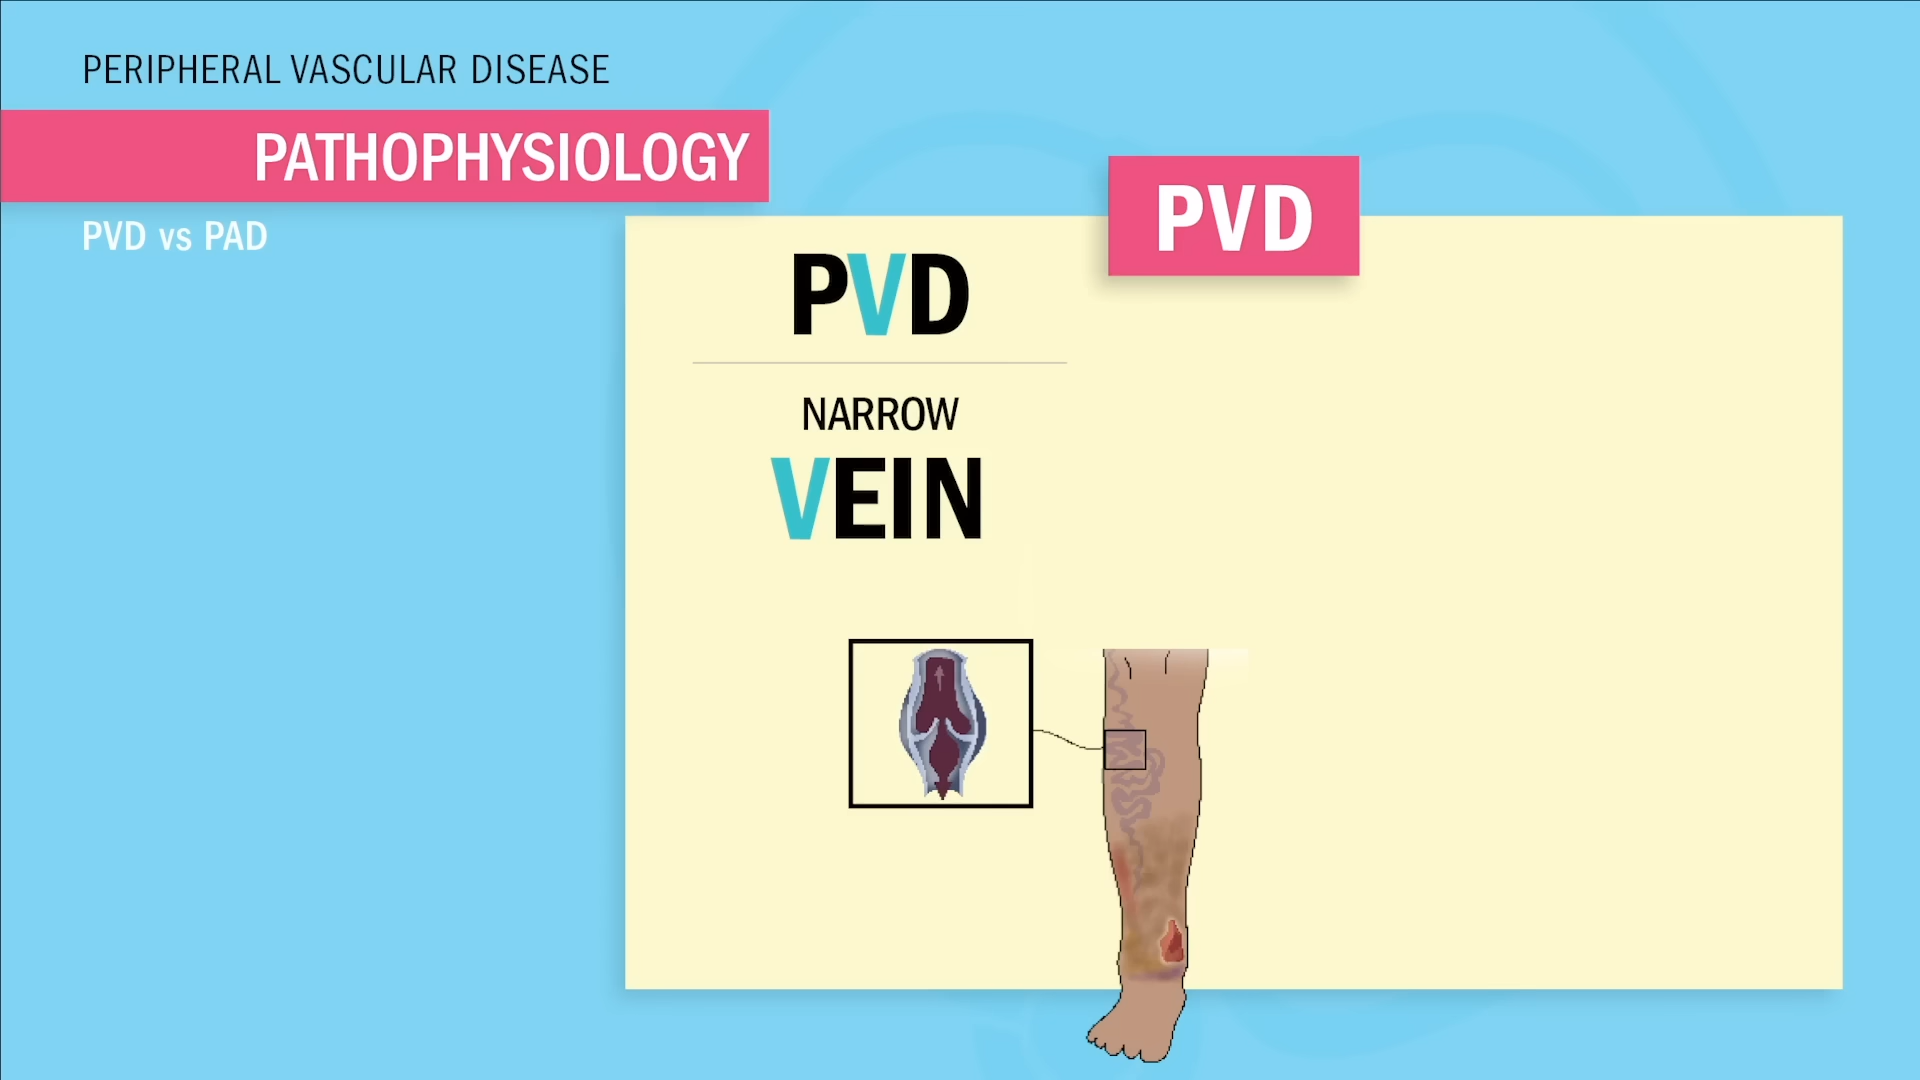 PERIPHERAL VASCULAR DISEASE
PATHOPHYSIOLOGY
PVD vs PAD
PVD
PVD
NARROW
VEIN